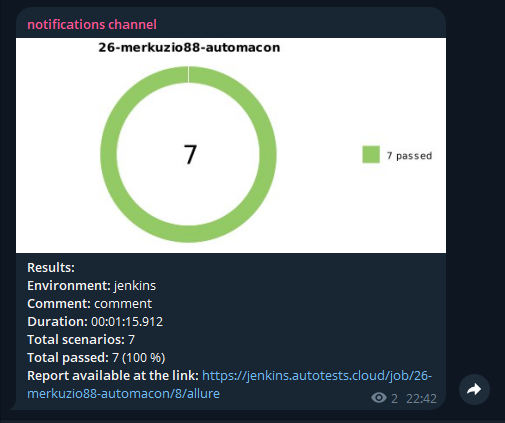 notifications channel
26-merkuzio88-automacon
7
7 passed
Results:
Environment: jenkins
Comment: comment
Duration: 00:01:15.912
Total scenarios: 7
Total passed: 7 (100 %)
Report available at the link: https://jenkins.autotests.cloud/job/26-
merkuzio88-automacon/8/allure
2 22:42